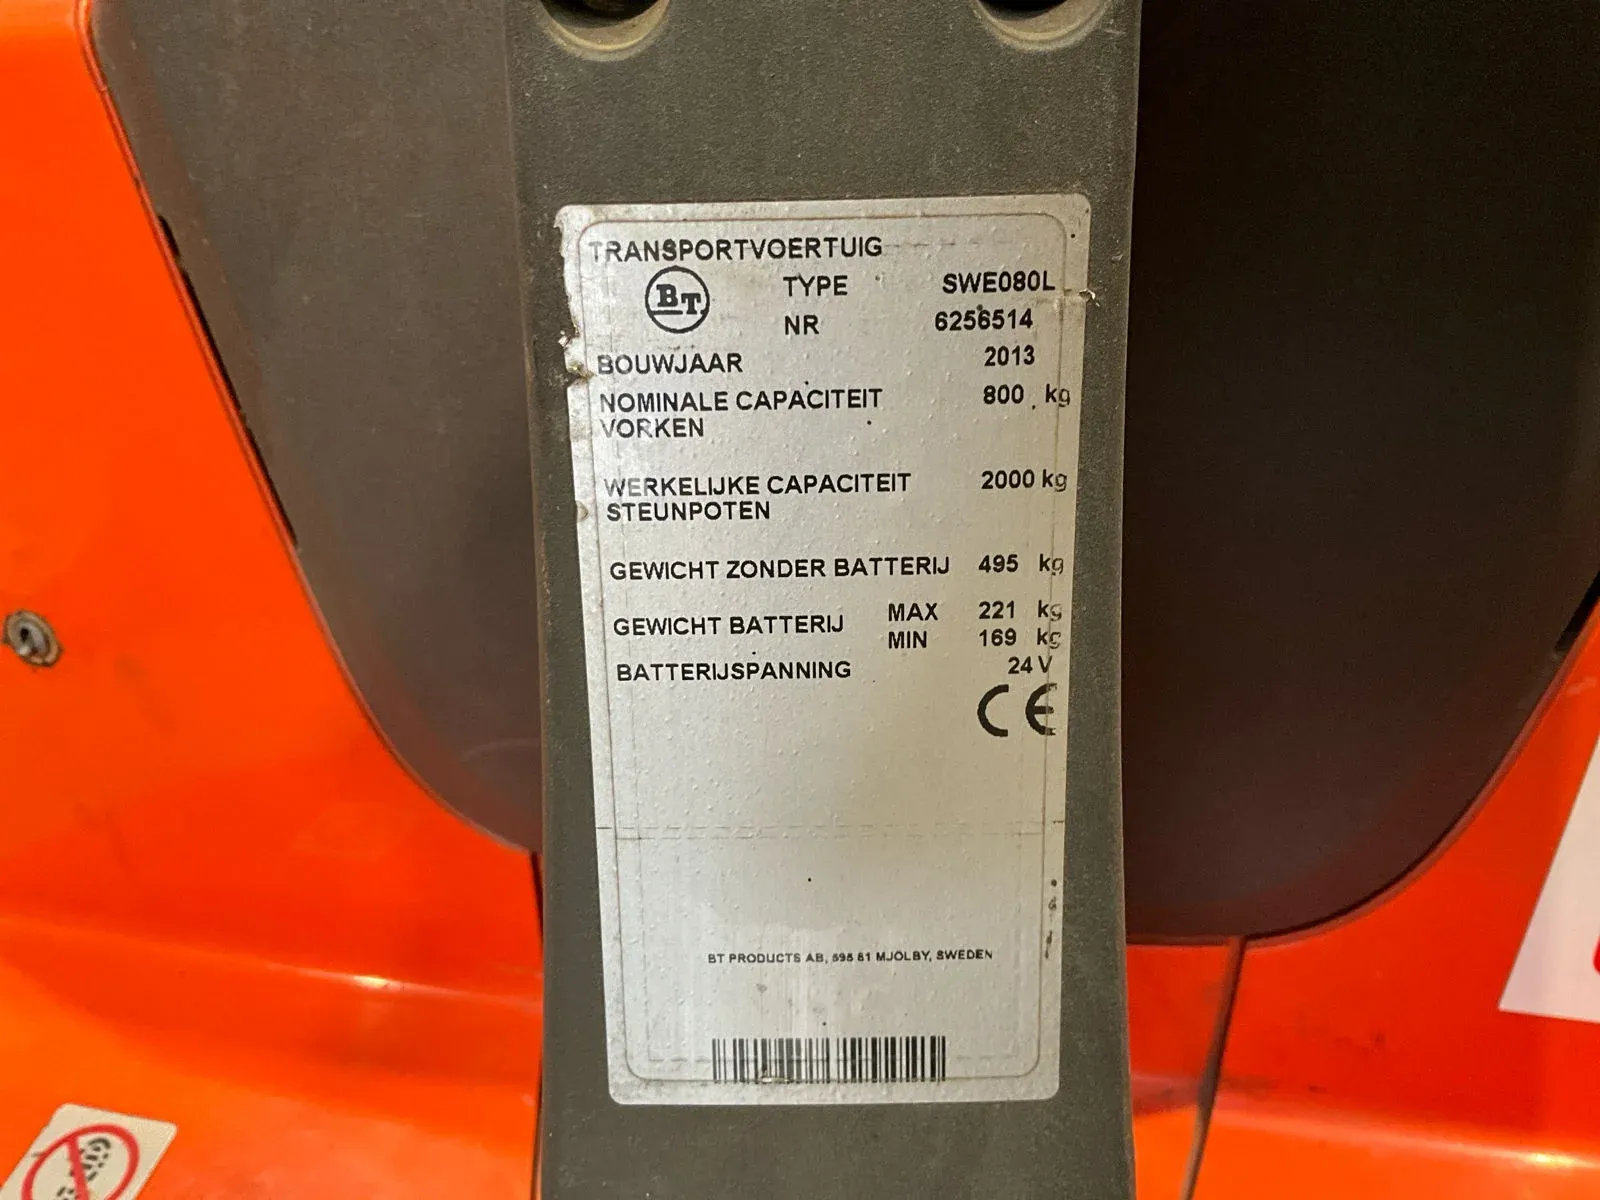 TRANSPORTVOERTUIG
BT TYPE SWE080L
NR 6256514
BOUWJAAR 2013
NOMINALE CAPACITEIT 800 kg
VORKEN
WERKELIJKE CAPACITEIT 2000 kg
STEUNPOTEN
GEWICHT ZONDER BATTERIJ 495 kg
GEWICHT BATTERIJ MAX 221 kg
MIN 169 kg
BATTERIJSPANNING 24 V
CE
BT PRODUCTS AB, 595 81 MJOLBY, SWEDEN